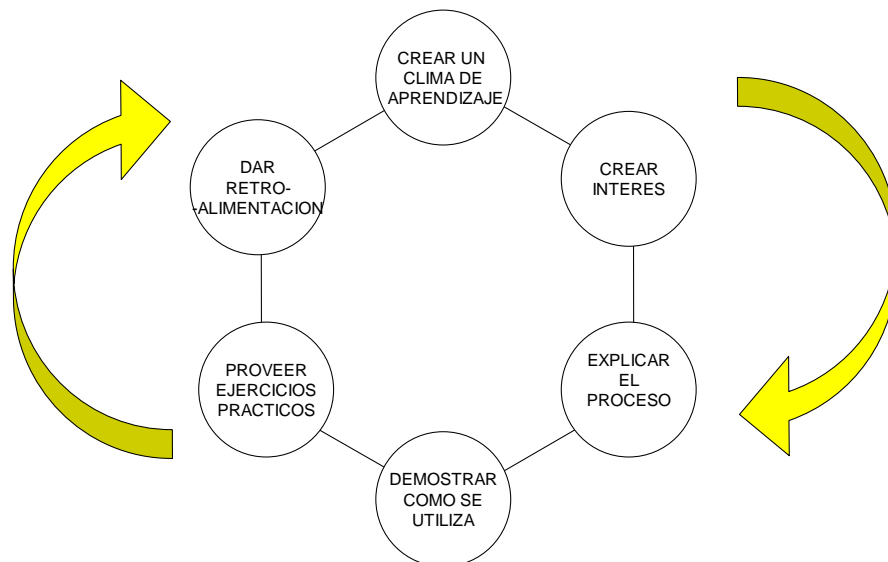 CREAR UN
CLIMA DE
APRENDIZAJE
CREAR
INTERES
EXPLICAR
EL
PROCESO
DEMOSTRAR
COMO SE
UTILIZA
PROVEER
EJERCICIOS
PRACTICOS
DAR
RETRO-
-ALIMENTACION